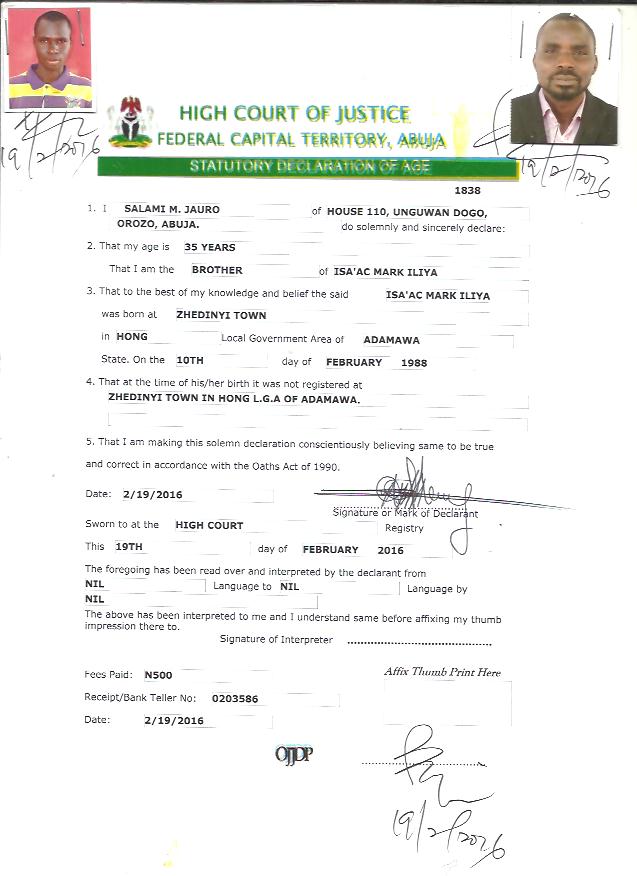 HIGH COURT OF JUSTICE
FEDERAL CAPITAL TERRITORY, ABUJA
STATUTORY DECLARATION OF AGE
19/2/2016
19/2/2016
1838
1. I SALAMI M. JAURO of HOUSE 110, UNGUWAN DOGO,
OROZO, ABUJA. do solemnly and sincerely declare:
2. That my age is 35 YEARS
That I am the BROTHER of ISA'AC MARK ILIYA
3. That to the best of my knowledge and belief the said ISA'AC MARK ILIYA
was born at ZHEDINYI TOWN
in HONG Local Government Area of ADAMAWA
State. On the 10TH day of FEBRUARY 1988
4. That at the time of his/her birth it was not registered at
ZHEDINYI TOWN IN HONG L.G.A OF ADAMAWA.
5. That I am making this solemn declaration conscientiously believing same to be true
and correct in accordance with the Oaths Act of 1990.
Date: 2/19/2016
Signature or Mark of Declarant
Sworn to at the HIGH COURT Registry
This 19TH day of FEBRUARY 2016
The foregoing has been read over and interpreted by the declarant from
NIL Language to NIL Language by
NIL
The above has been interpreted to me and I understand same before affixing my thumb
impression there to.
Signature of Interpreter
Fees Paid: N500 Affix Thumb Print Here
Receipt/Bank Teller No: 0203586
Date: 2/19/2016
OJJDP
19/2/2016